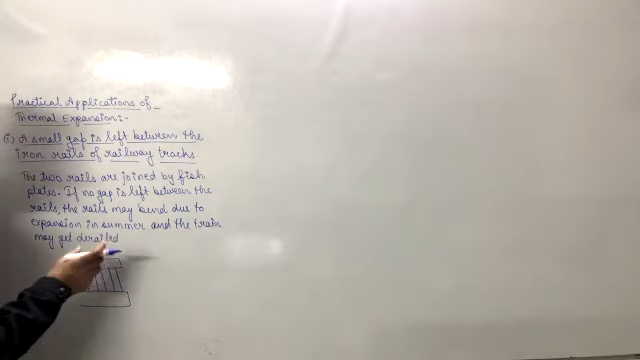 Practical Applications of
Thermal Expansion:-
(i) A small gap is left between the
iron rails of railway tracks.
The two rails are joined by fish
plates. If no gap is left between the
rails, the rails may bend due to
expansion in summer and the train
may get derailed